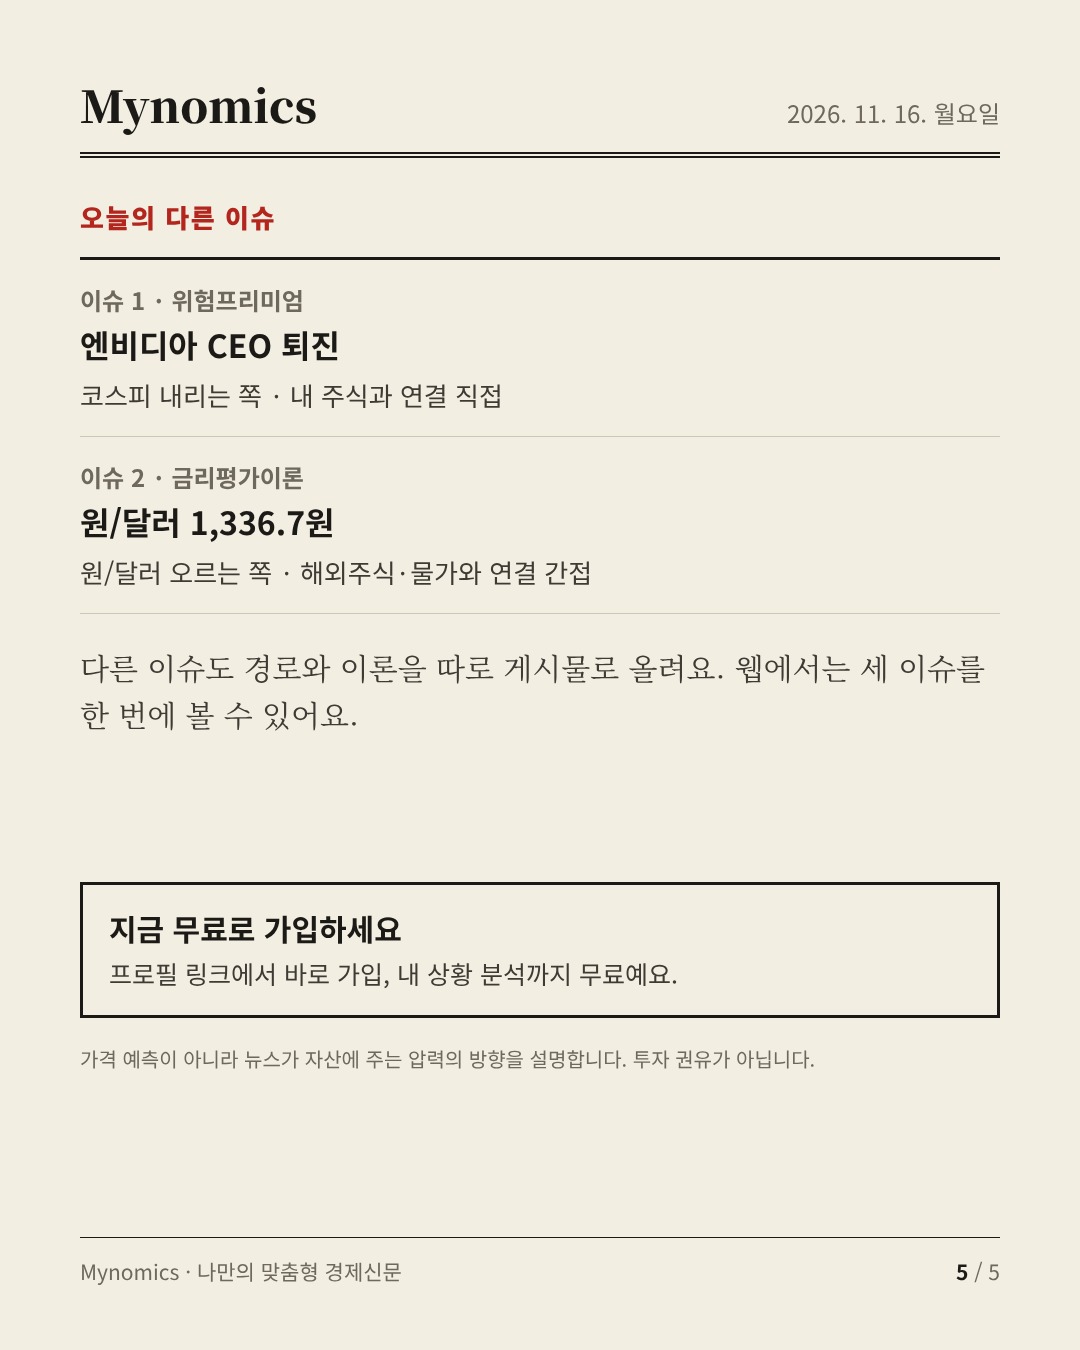 Mynomics
2026. 11. 16. 월요일
오늘의 다른 이슈
이슈 1 · 위험프리미엄
엔비디아 CEO 퇴진
코스피 내리는 쪽 · 내 주식과 연결 직접
이슈 2 · 금리평가이론
원/달러 1,336.7원
원/달러 오르는 쪽 · 해외주식·물가와 연결 간접
다른 이슈도 경로와 이론을 따로 게시물로 올려요. 웹에서는 세 이슈를
한 번에 볼 수 있어요.
지금 무료로 가입하세요
프로필 링크에서 바로 가입, 내 상황 분석까지 무료예요.
가격 예측이 아니라 뉴스가 자산에 주는 압력의 방향을 설명합니다. 투자 권유가 아닙니다.
Mynomics · 나만의 맞춤형 경제신문
5 / 5